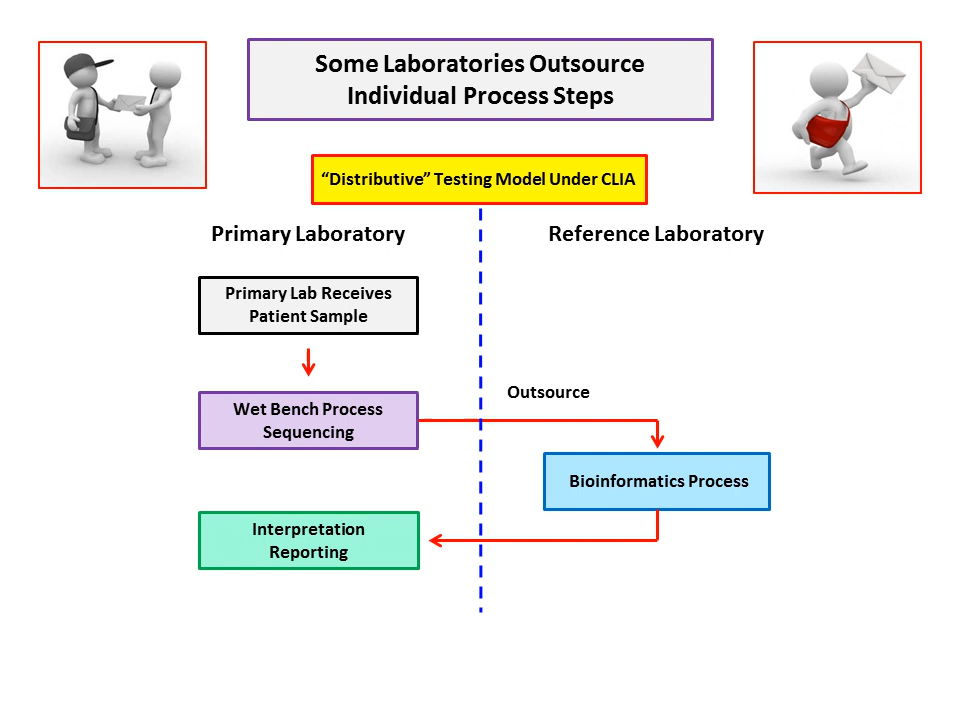 Some Laboratories Outsource
Individual Process Steps
“Distributive” Testing Model Under CLIA
Primary Laboratory
Reference Laboratory
Primary Lab Receives
Patient Sample
Outsource
Wet Bench Process
Sequencing
Bioinformatics Process
Interpretation
Reporting